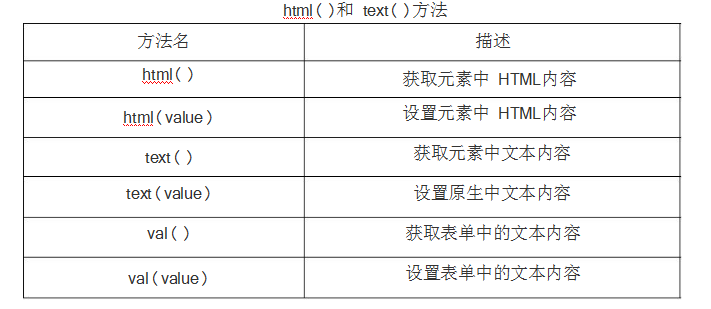 html()和 text()方法
方法名 描述
html() 获取元素中 HTML内容
html(value) 设置元素中 HTML内容
text() 获取元素中文本内容
text(value) 设置原生中文本内容
val() 获取表单中的文本内容
val(value) 设置表单中的文本内容